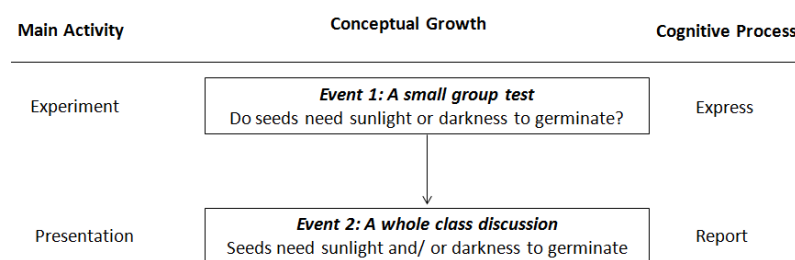 Main Activity Conceptual Growth Cognitive Process
Experiment
Event 1: A small group test
Do seeds need sunlight or darkness to germinate?
Express
Presentation
Event 2: A whole class discussion
Seeds need sunlight and/ or darkness to germinate
Report